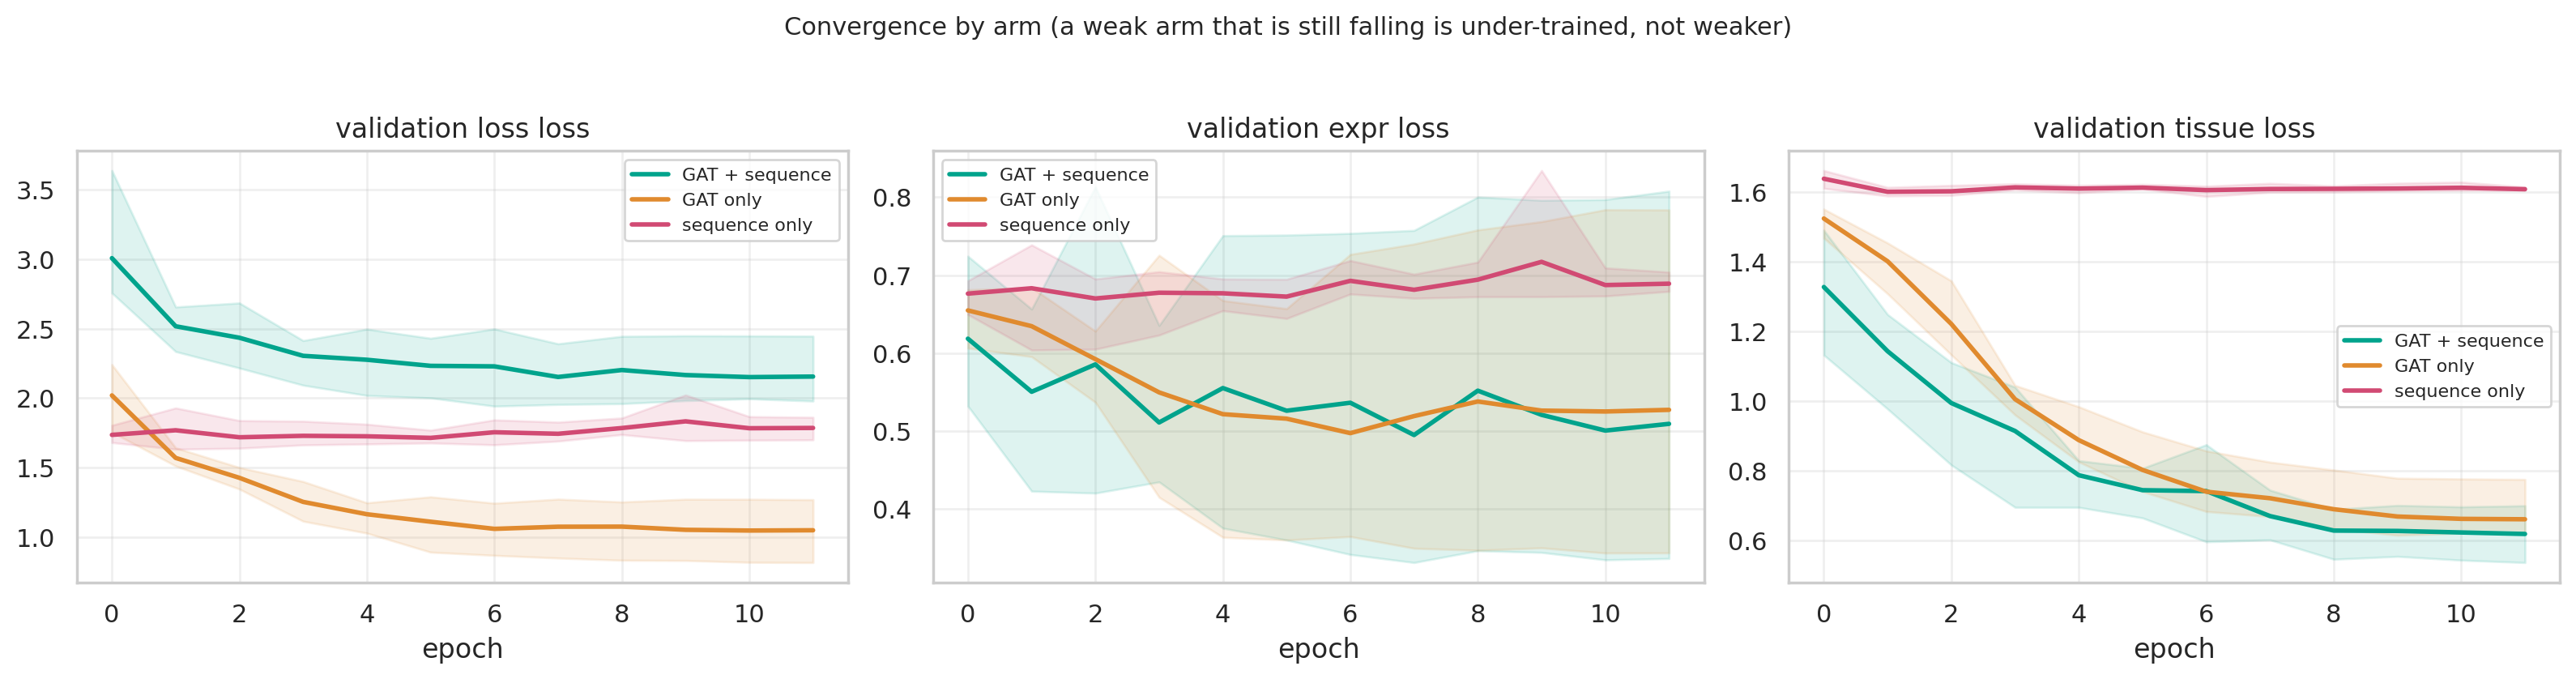 Convergence by arm (a weak arm that is still falling is under-trained, not weaker)
validation loss loss
3.5
3.0
2.5
2.0
1.5
1.0
GAT + sequence
GAT only
sequence only
0 2 4 6 8 10
epoch
validation expr loss
0.8
0.7
0.6
0.5
0.4
GAT + sequence
GAT only
sequence only
0 2 4 6 8 10
epoch
validation tissue loss
1.6
1.4
1.2
1.0
0.8
0.6
GAT + sequence
GAT only
sequence only
0 2 4 6 8 10
epoch